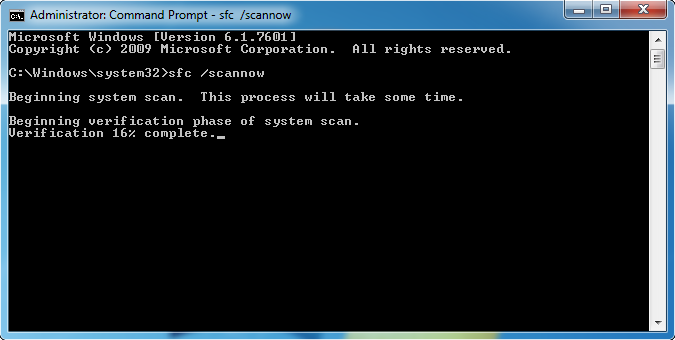 Administrator: Command Prompt - sfc  /scannow
Microsoft Windows [Version 6.1.7601]
Copyright (c) 2009 Microsoft Corporation.  All rights reserved.
C:\Windows\system32>sfc /scannow
Beginning system scan.  This process will take some time.
Beginning verification phase of system scan.
Verification 16% complete.